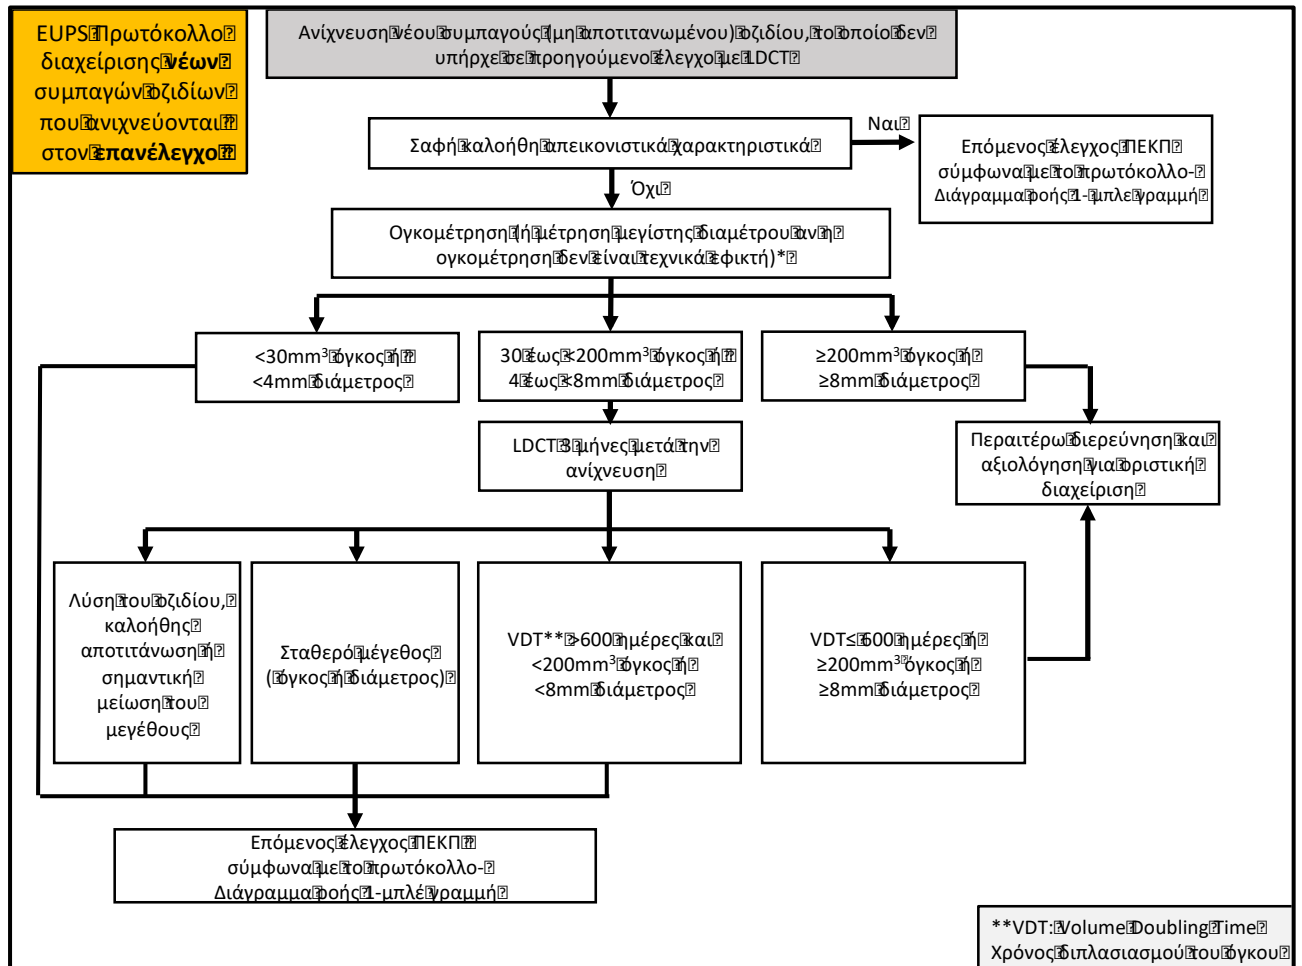 EUPS Πρωτόκολλο
διαχείρισης νέων
συμπαγών οζιδίων
που ανιχνεύονται
στον επανέλεγχο
Ανίχνευση νέου συμπαγούς (μη αποτιτανωμένου) οζιδίου, το οποίο δεν
υπήρχε σε προηγούμενο έλεγχο με LDCT
Σαφή καλοήθη απεικονιστικά χαρακτηριστικά
Ναι
Επόμενος έλεγχος ΠΕΚΠ
σύμφωνα με το πρωτόκολλο-
Διάγραμμα ροής 1- μπλε γραμμή
Όχι
Ογκομέτρηση (ή μέτρηση μεγίστης διαμέτρου αν η
ογκομέτρηση δεν είναι τεχνικά εφικτή)*
<30mm³ όγκος ή
<4mm διάμετρος
30 έως <200mm³ όγκος ή
4 έως <8mm διάμετρος
≥200mm³ όγκος ή
≥8mm διάμετρος
LDCT 3 μήνες μετά την
ανίχνευση
Περαιτέρω διερεύνηση και
αξιολόγηση για οριστική
διαχείριση
Λύση του οζιδίου,
καλοήθης
αποτιτάνωση ή
σημαντική
μείωση του
μεγέθους
Σταθερό μέγεθος
( όγκος ή διάμετρος)
VDT** >600 ημέρες και
<200mm³ όγκος ή
<8mm διάμετρος
VDT≤ 600 ημέρες ή
≥200mm³ όγκος ή
≥8mm διάμετρος
Επόμενος έλεγχος ΠΕΚΠ
σύμφωνα με το πρωτόκολλο-
Διάγραμμα ροής 1-μπλέ γραμμή
**VDT: Volume Doubling Time
Χρόνος διπλασιασμού του όγκου